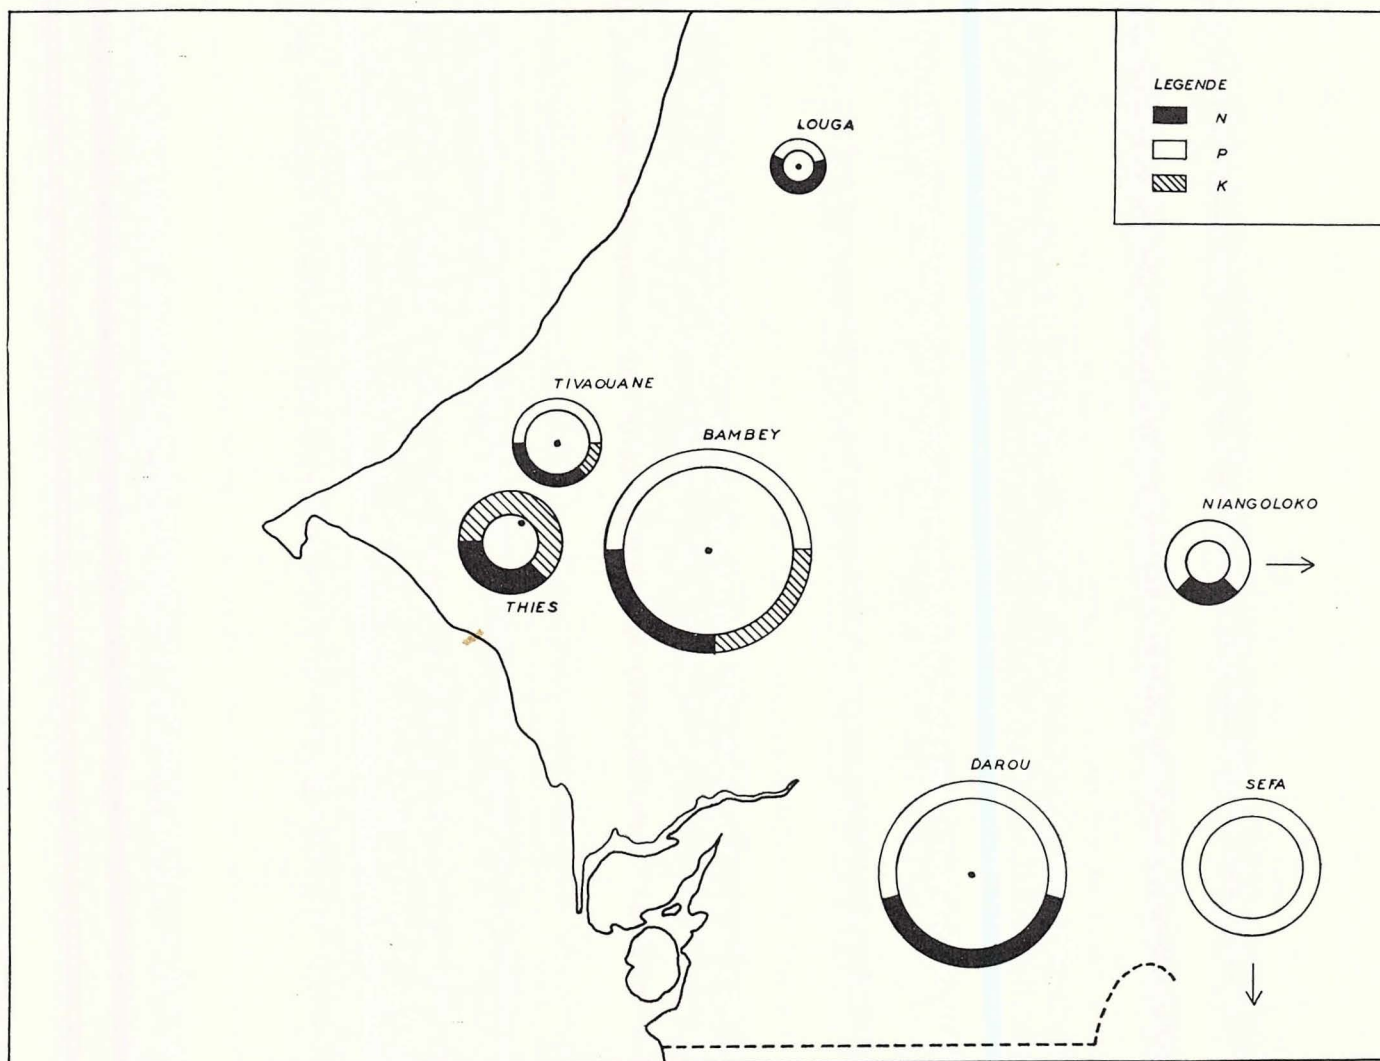 LEGENDE
N
P
K
LOUGA
TIVAOUANE
BAMBEY
NIANGOLOKO
THIES
DAROU
SEFA